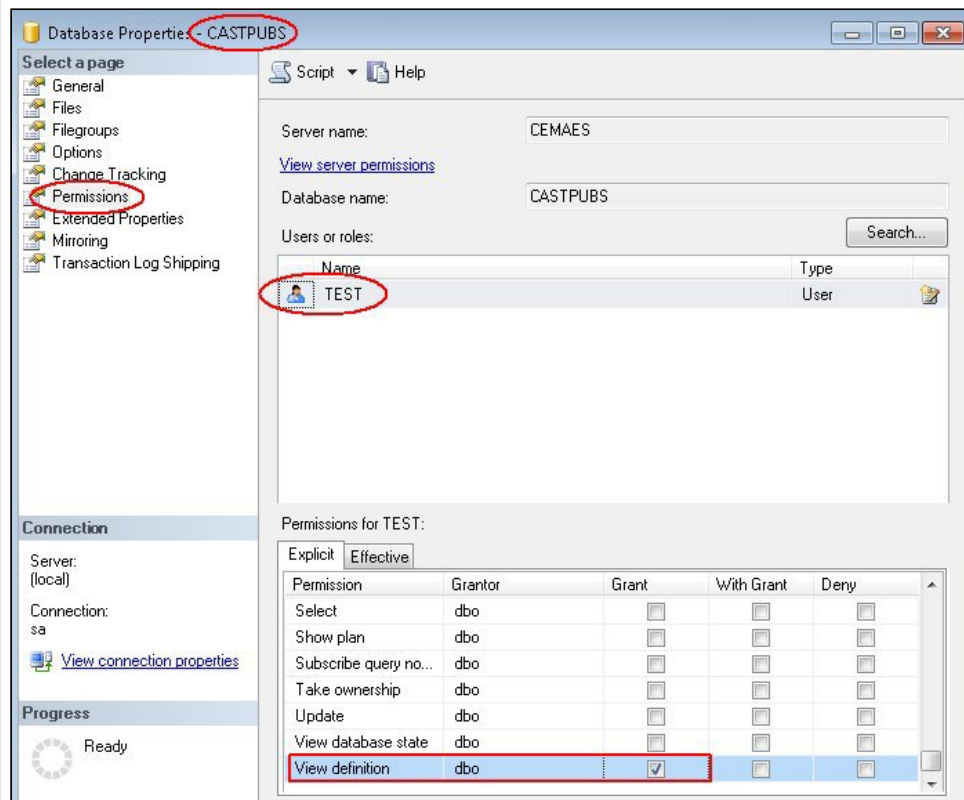 Database Properties - CASTPUBS
Select a page
General
Files
Filegroups
Options
Change Tracking
Permissions
Extended Properties
Mirroring
Transaction Log Shipping
Script Help
Server name: CEMAES
View server permissions
Database name: CASTPUBS
Users or roles: Search...
Name Type
TEST User
Connection
Server:
(local)
Connection:
sa
View connection properties
Progress
Ready
Permissions for TEST:
Explicit Effective
Permission Grantor Grant With Grant Deny
Select dbo
Show plan dbo
Subscribe query no... dbo
Take ownership dbo
Update dbo
View database state dbo
View definition dbo